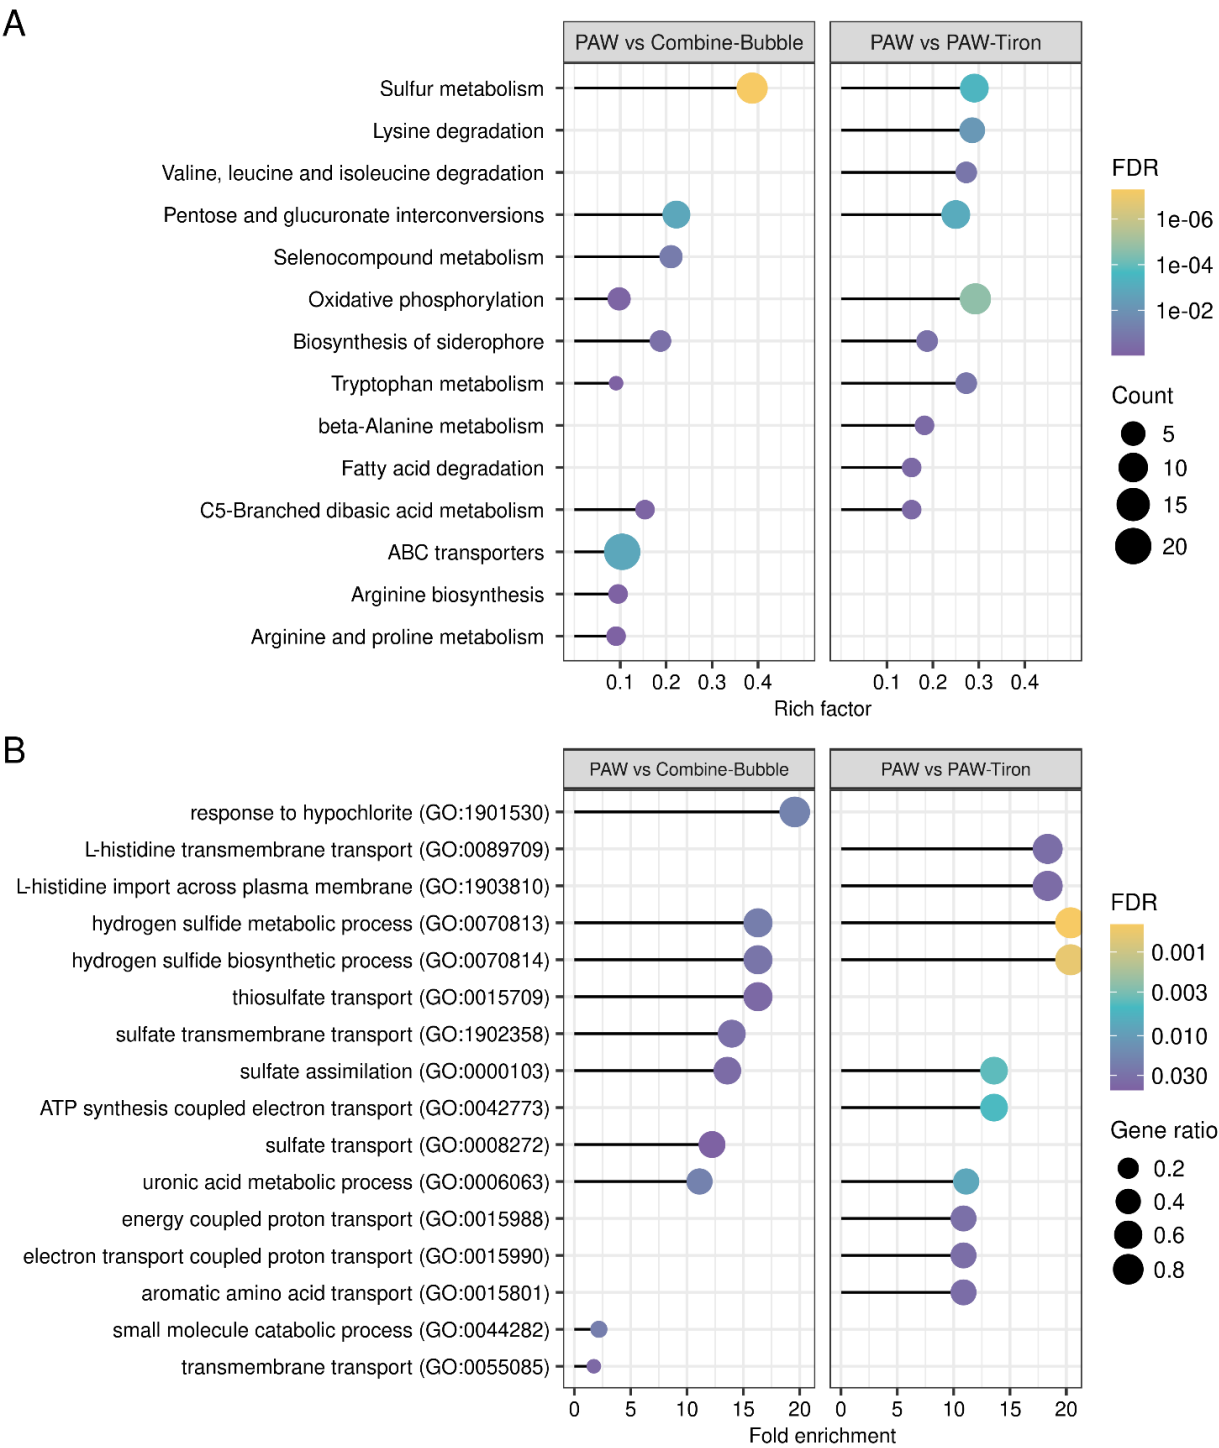 A
PAW vs Combine-Bubble
PAW vs PAW-Tiron
Sulfur metabolism
Lysine degradation
Valine, leucine and isoleucine degradation
Pentose and glucuronate interconversions
Selenocompound metabolism
Oxidative phosphorylation
Biosynthesis of siderophore
Tryptophan metabolism
beta-Alanine metabolism
Fatty acid degradation
C5-Branched dibasic acid metabolism
ABC transporters
Arginine biosynthesis
Arginine and proline metabolism
0.1 0.2 0.3 0.4
0.1 0.2 0.3 0.4
Rich factor
FDR
1e-06
1e-04
1e-02
Count
5
10
15
20
B
PAW vs Combine-Bubble
PAW vs PAW-Tiron
response to hypochlorite (GO:1901530)
L-histidine transmembrane transport (GO:0089709)
L-histidine import across plasma membrane (GO:1903810)
hydrogen sulfide metabolic process (GO:0070813)
hydrogen sulfide biosynthetic process (GO:0070814)
thiosulfate transport (GO:0015709)
sulfate transmembrane transport (GO:1902358)
sulfate assimilation (GO:0000103)
ATP synthesis coupled electron transport (GO:0042773)
sulfate transport (GO:0008272)
uronic acid metabolic process (GO:0006063)
energy coupled proton transport (GO:0015988)
electron transport coupled proton transport (GO:0015990)
aromatic amino acid transport (GO:0015801)
small molecule catabolic process (GO:0044282)
transmembrane transport (GO:0055085)
0 5 10 15 20
0 5 10 15 20
Fold enrichment
FDR
0.001
0.003
0.010
0.030
Gene ratio
0.2
0.4
0.6
0.8